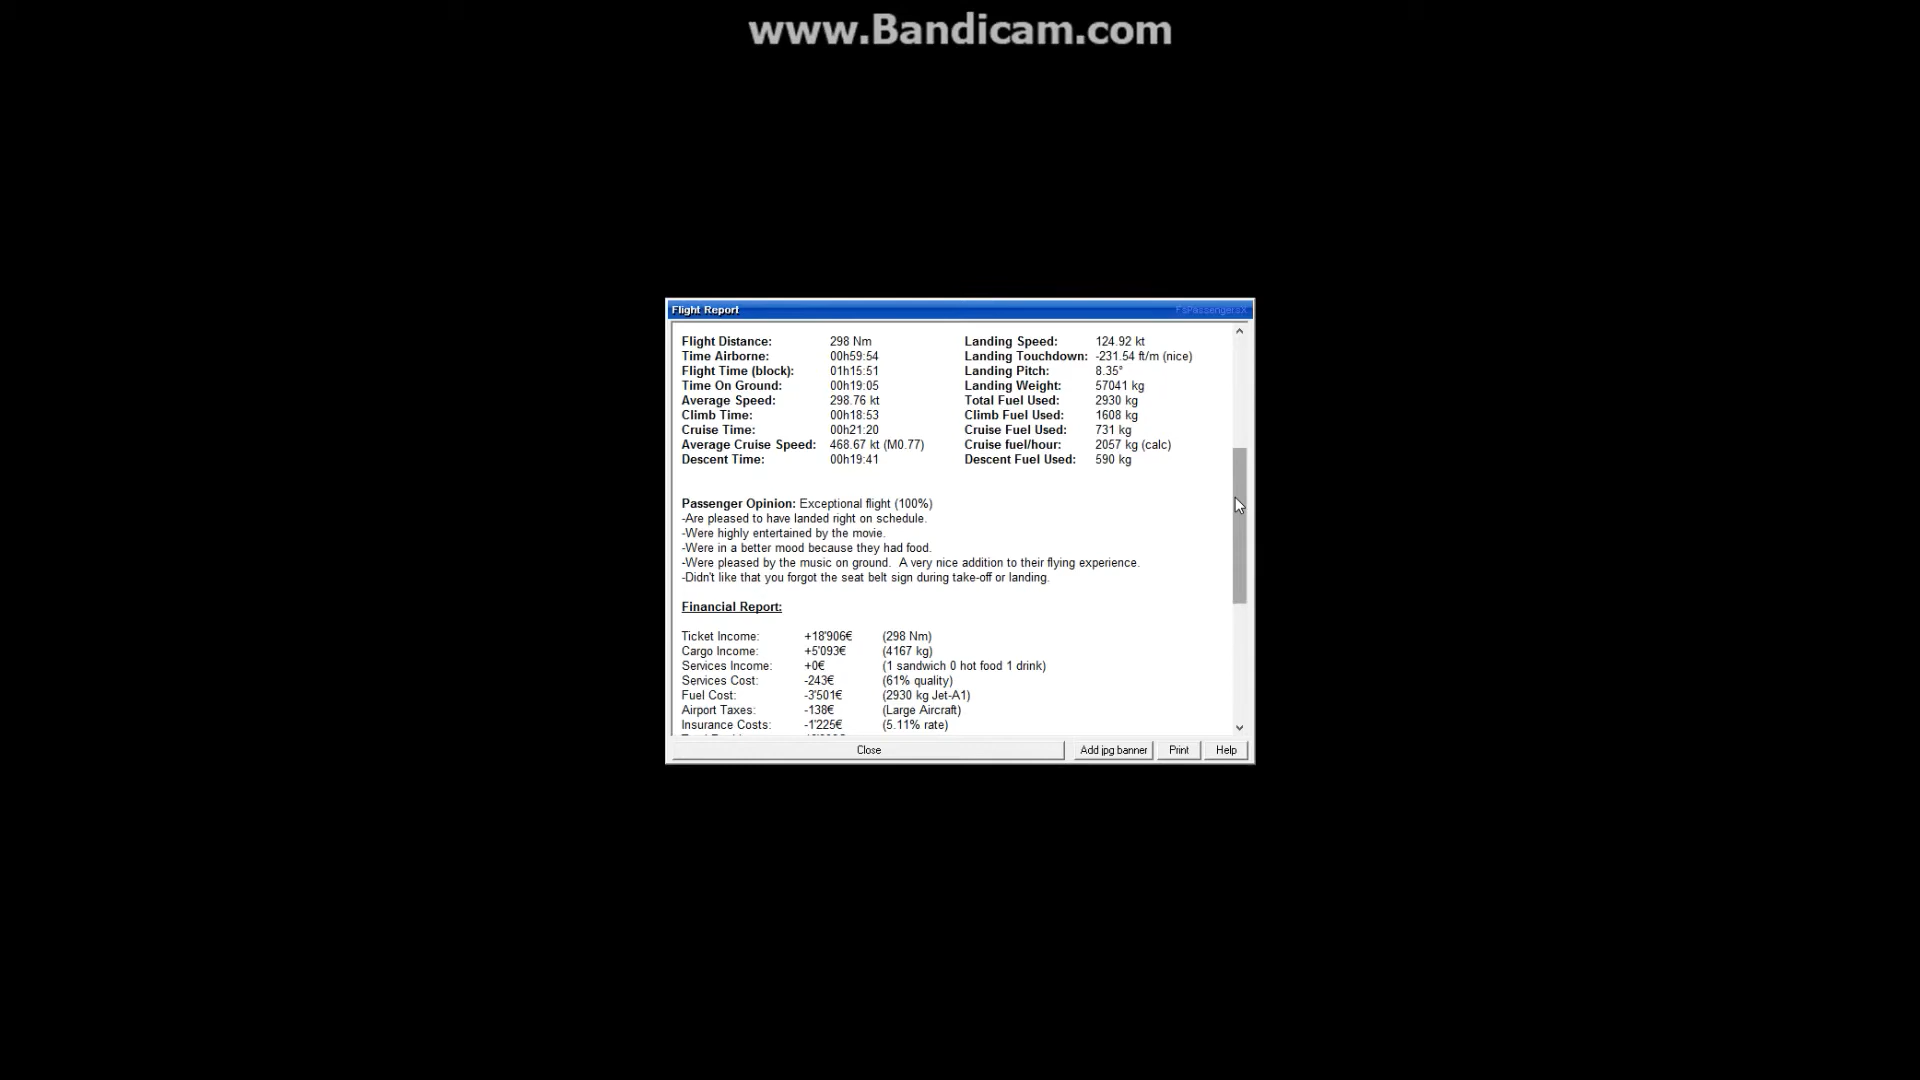 www.Bandicam.com
Flight Report FsPassengersX
Flight Distance: 298 Nm Landing Speed: 124.92 kt
Time Airborne: 00h59:54 Landing Touchdown: -231.54 ft/m (nice)
Flight Time (block): 01h15:51 Landing Pitch: 8.35°
Time On Ground: 00h19:05 Landing Weight: 57041 kg
Average Speed: 298.76 kt Total Fuel Used: 2930 kg
Climb Time: 00h18:53 Climb Fuel Used: 1608 kg
Cruise Time: 00h21:20 Cruise Fuel Used: 731 kg
Average Cruise Speed: 468.67 kt (M0.77) Cruise fuel/hour: 2057 kg (calc)
Descent Time: 00h19:41 Descent Fuel Used: 590 kg
Passenger Opinion: Exceptional flight (100%)
-Are pleased to have landed right on schedule.
-Were highly entertained by the movie.
-Were in a better mood because they had food.
-Were pleased by the music on ground. A very nice addition to their flying experience.
-Didn't like that you forgot the seat belt sign during take-off or landing.
Financial Report:
Ticket Income: +18'906€ (298 Nm)
Cargo Income: +5'093€ (4167 kg)
Services Income: +0€ (1 sandwich 0 hot food 1 drink)
Services Cost: -243€ (61% quality)
Fuel Cost: -3'501€ (2930 kg Jet-A1)
Airport Taxes: -138€ (Large Aircraft)
Insurance Costs: -1'225€ (5.11% rate)
Close Add jpg banner Print Help